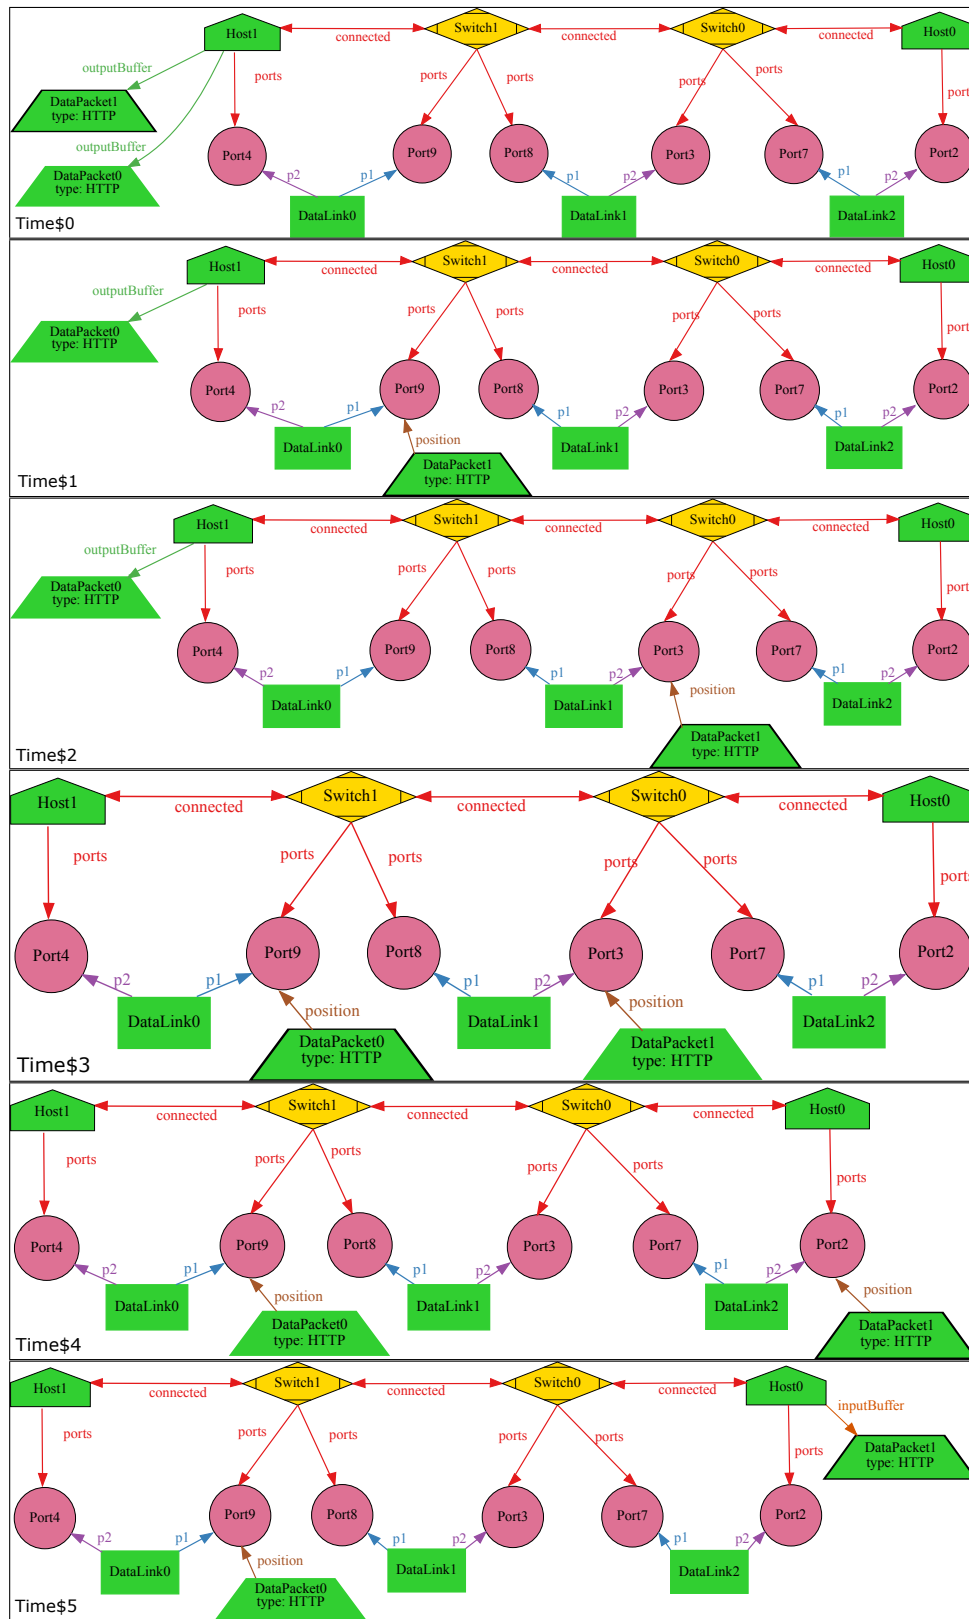 Host1 connected Switch1 connected Switch0 connected Host0
outputBuffer ports ports ports ports ports ports
DataPacket1
type: HTTP
outputBuffer
DataPacket0
type: HTTP
Port4 Port9 Port8 Port3 Port7 Port2
p2 p1 p1 p2 p1 p2
DataLink0 DataLink1 DataLink2
Time$0
Host1 connected Switch1 connected Switch0 connected Host0
outputBuffer ports ports ports ports ports ports
DataPacket0
type: HTTP
Port4 Port9 Port8 Port3 Port7 Port2
p2 p1 p1 p2 p1 p2
DataLink0 position DataLink1 DataLink2
DataPacket1
type: HTTP
Time$1
Host1 connected Switch1 connected Switch0 connected Host0
outputBuffer ports ports ports ports ports ports
DataPacket0
type: HTTP
Port4 Port9 Port8 Port3 Port7 Port2
p2 p1 p1 p2 p1 p2
DataLink0 DataLink1 position DataLink2
DataPacket1
type: HTTP
Time$2
Host1 connected Switch1 connected Switch0 connected Host0
ports ports ports ports ports ports
Port4 Port9 Port8 Port3 Port7 Port2
p2 p1 p1 p2 p1 p2
DataLink0 position DataLink1 position DataLink2
DataPacket0 DataPacket1
type: HTTP type: HTTP
Time$3
Host1 connected Switch1 connected Switch0 connected Host0
ports ports ports ports ports ports
Port4 Port9 Port8 Port3 Port7 Port2
p2 p1 p1 p2 p1 p2
DataLink0 position DataLink1 DataLink2 position
DataPacket0 DataPacket1
type: HTTP type: HTTP
Time$4
Host1 connected Switch1 connected Switch0 connected Host0
inputBuffer
ports ports ports ports ports ports
DataPacket1
type: HTTP
Port4 Port9 Port8 Port3 Port7 Port2
p2 p1 p1 p2 p1 p2
DataLink0 position DataLink1 DataLink2
DataPacket0
type: HTTP
Time$5